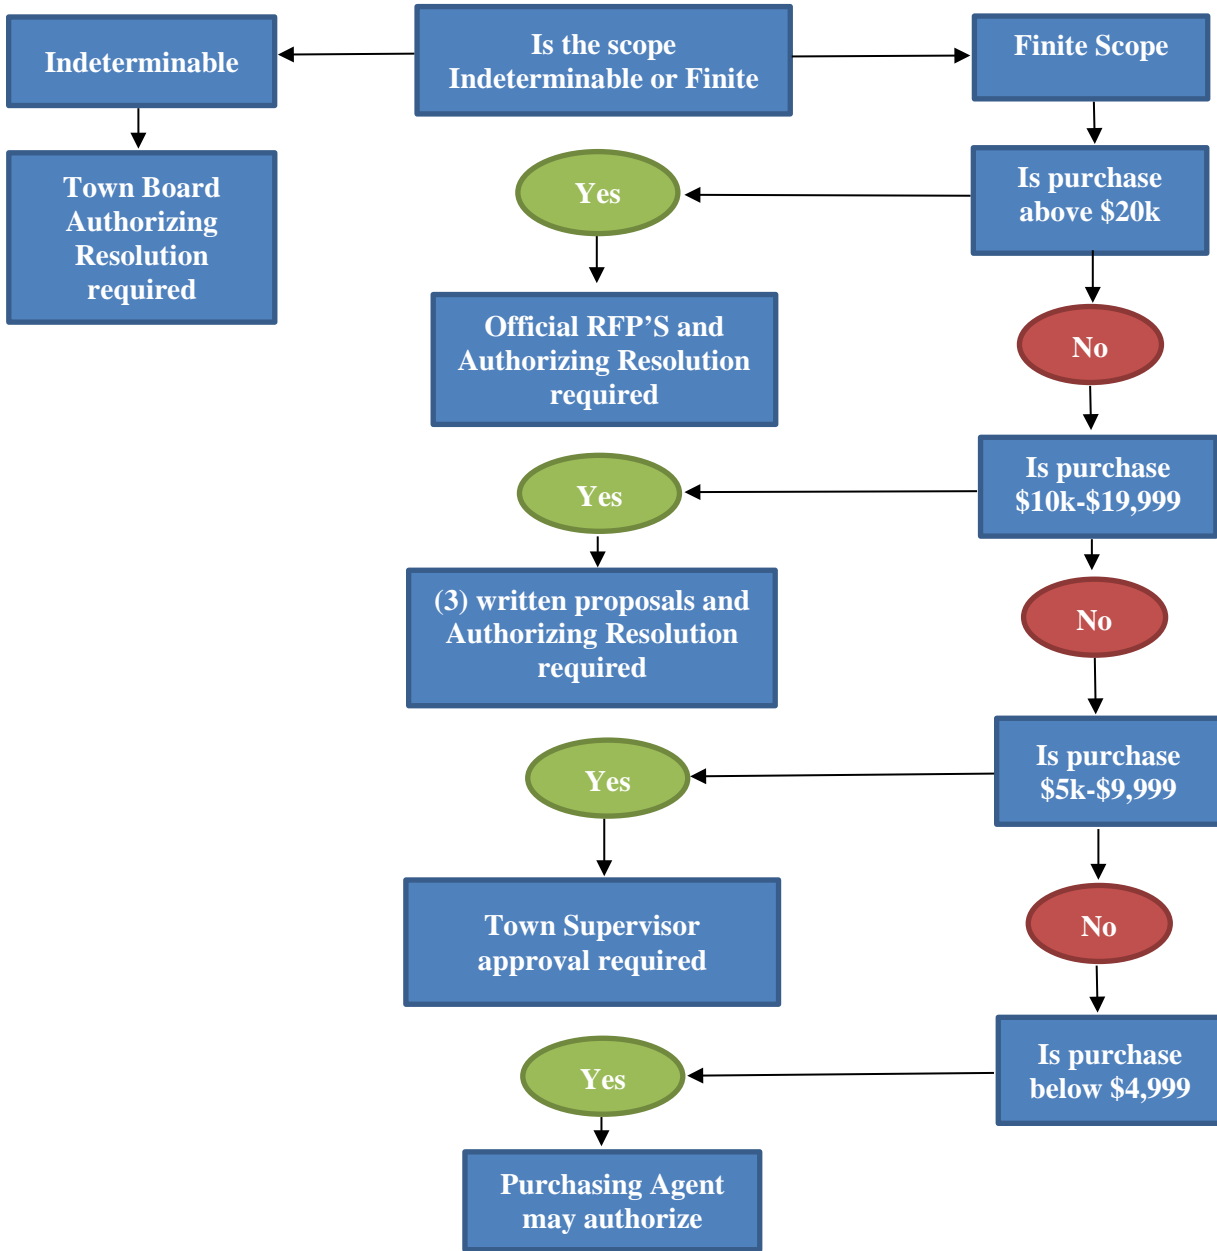 Indeterminable
Is the scope
Indeterminable or Finite
Finite Scope
Town Board
Authorizing
Resolution
required
Yes
Is purchase
above $20k
Official RFP’S and
Authorizing Resolution
required
No
Yes
Is purchase
$10k-$19,999
(3) written proposals and
Authorizing Resolution
required
No
Yes
Is purchase
$5k-$9,999
Town Supervisor
approval required
No
Yes
Is purchase
below $4,999
Purchasing Agent
may authorize